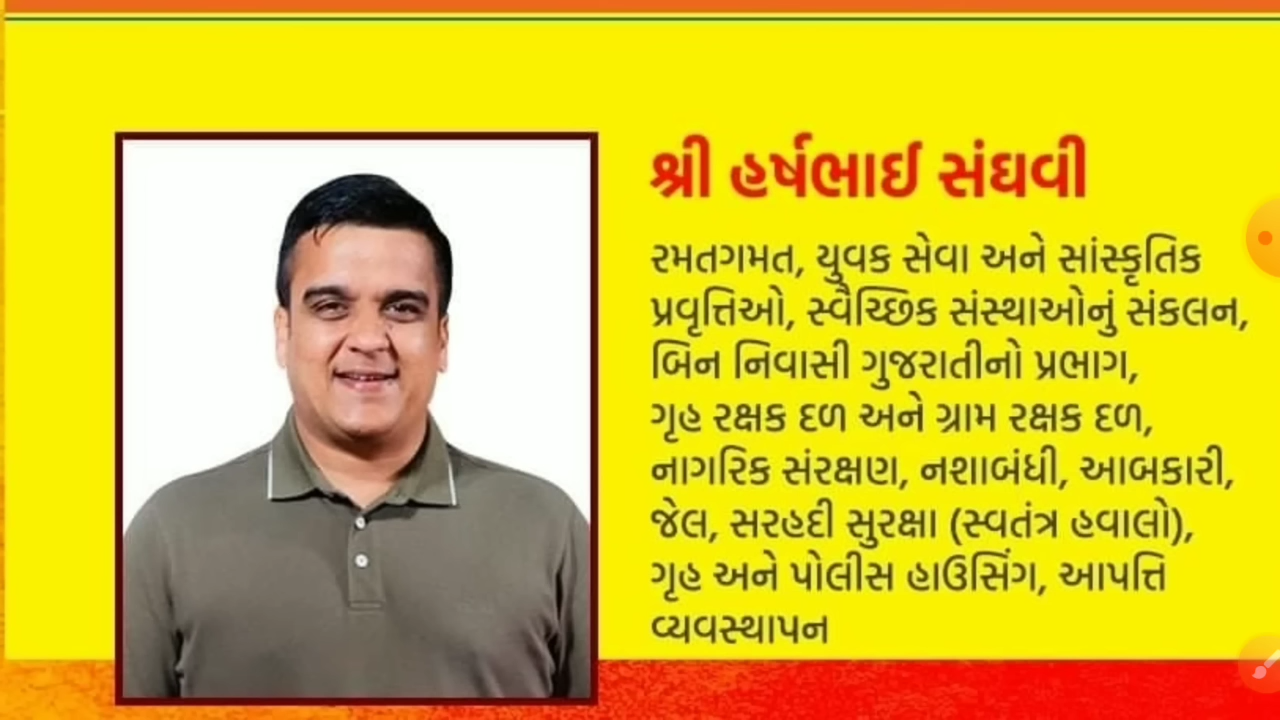 શ્રી હર્ષભાઈ સંઘવી
રમતગમત, યુવક સેવા અને સાંસ્કૃતિક
પ્રવૃત્તિઓ, સ્વૈચ્છિક સંસ્થાઓનું સંકલન,
બિન નિવાસી ગુજરાતીનો પ્રભાગ,
ગૃહ રક્ષક દળ અને ગ્રામ રક્ષક દળ,
નાગરિક સંરક્ષણ, નશાબંધી, આબકારી,
જેલ, સરહદી સુરક્ષા (સ્વતંત્ર હવાલો),
ગૃહ અને પોલીસ હાઉસિંગ, આપત્તિ
વ્યવસ્થાપન